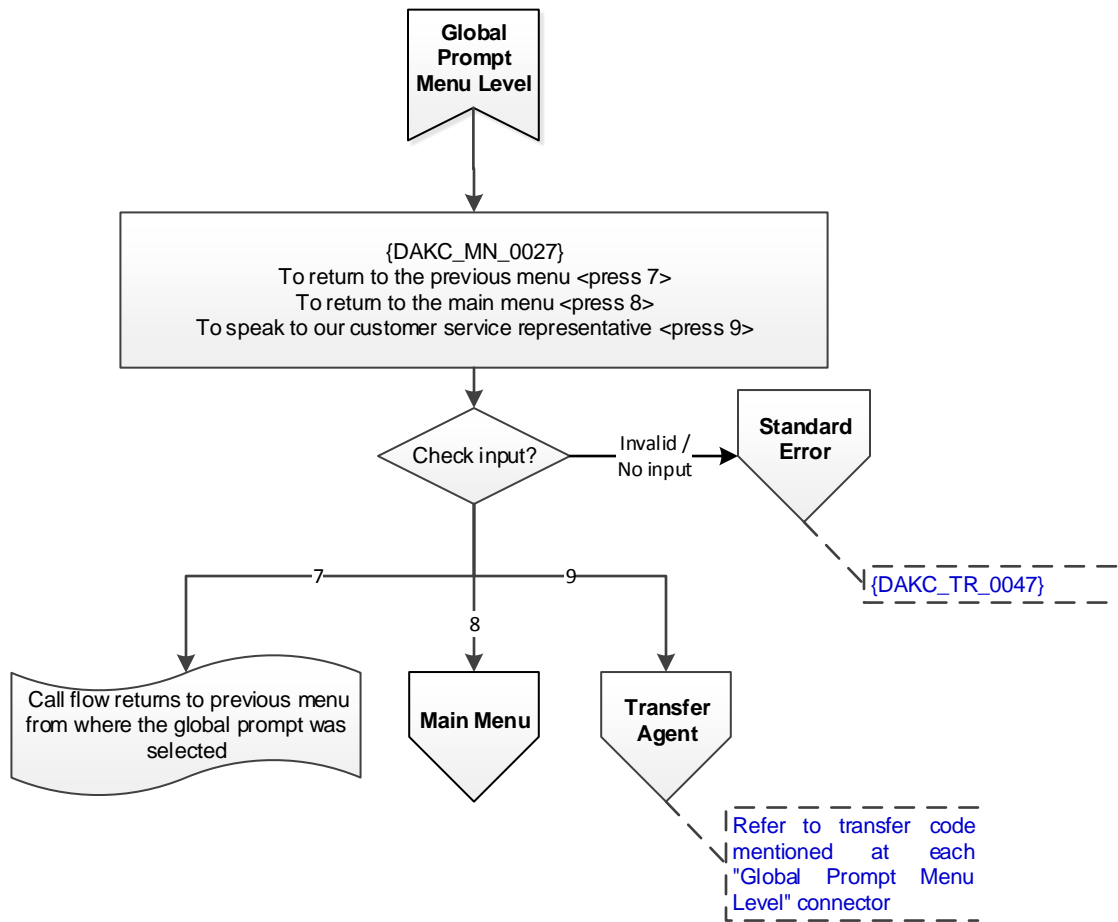 Global
Prompt
Menu Level
{DAKC_MN_0027}
To return to the previous menu <press 7>
To return to the main menu <press 8>
To speak to our customer service representative <press 9>
Check input?
Invalid /
No input
Standard
Error
{DAKC_TR_0047}
7
8
9
Call flow returns to previous menu
from where the global prompt was
selected
Main Menu
Transfer
Agent
Refer to transfer code
mentioned at each
"Global Prompt Menu
Level" connector